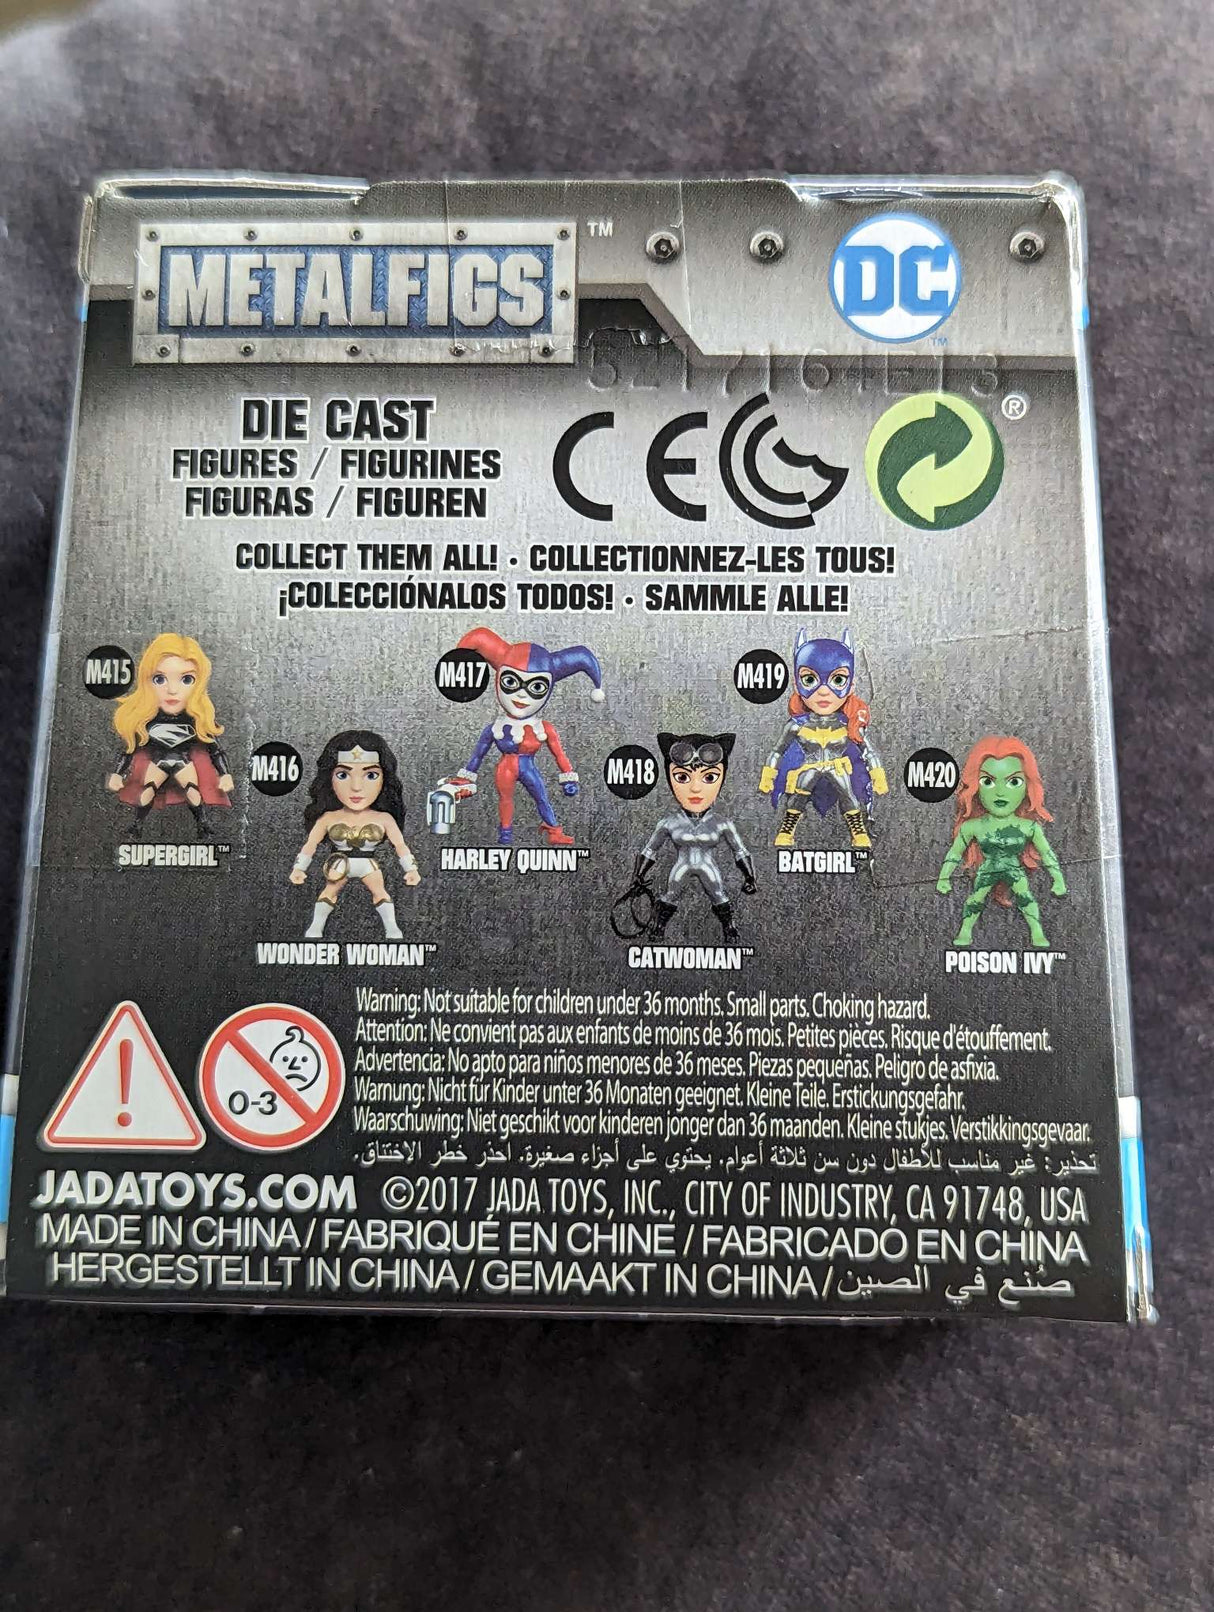 METALFIGS™
DC™
DIE CAST
FIGURES / FIGURINES
FIGURAS / FIGUREN
CE
®
COLLECT THEM ALL! · COLLECTIONNEZ-LES TOUS!
¡COLECCIÓNALOS TODOS! · SAMMLE ALLE!
M415
SUPERGIRL™
M416
WONDER WOMAN™
M417
HARLEY QUINN™
M418
CATWOMAN™
M419
BATGIRL™
M420
POISON IVY™
0-3
Warning: Not suitable for children under 36 months. Small parts. Choking hazard.
Attention: Ne convient pas aux enfants de moins de 36 mois. Petites pièces. Risque d'étouffement.
Advertencia: No apto para niños menores de 36 meses. Piezas pequeñas. Peligro de asfixia.
Warnung: Nicht für Kinder unter 36 Monaten geeignet. Kleine Teile. Erstickungsgefahr.
Waarschuwing: Niet geschikt voor kinderen jonger dan 36 maanden. Kleine stukjes. Verstikkingsgevaar.
تحذير: غير مناسب للأطفال دون سن ثلاثة أعوام. يحتوي على أجزاء صغيرة. احذر خطر الاختناق.
JADATOYS.COM ©2017 JADA TOYS, INC., CITY OF INDUSTRY, CA 91748, USA
MADE IN CHINA / FABRIQUÉ EN CHINE / FABRICADO EN CHINA
HERGESTELLT IN CHINA / GEMAAKT IN CHINA / صُنع في الصين